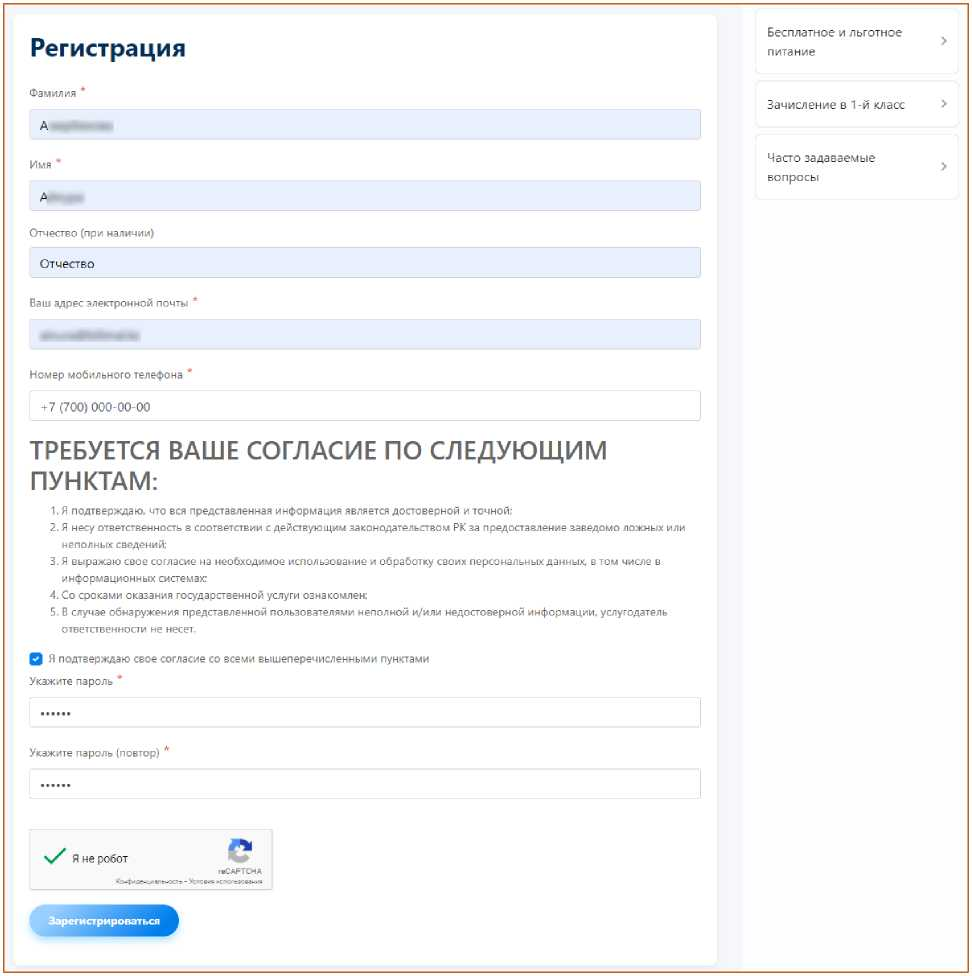 Регистрация
Фамилия *
А
Имя *
А
Отчество (при наличии)
Отчество
Ваш адрес электронной почты *
Номер мобильного телефона *
+7 (700) 000-00-00
ТРЕБУЕТСЯ ВАШЕ СОГЛАСИЕ ПО СЛЕДУЮЩИМ
ПУНКТАМ:
1. Я подтверждаю, что вся представленная информация является достоверной и точной;
2. Я несу ответственность в соответствии с действующим законодательством РК за предоставление заведомо ложных или
неполных сведений;
3. Я выражаю свое согласие на необходимое использование и обработку своих персональных данных, в том числе в
информационных системах;
4. Со сроками оказания государственной услуги ознакомлен;
5. В случае обнаружения представленной пользователями неполной и/или недостоверной информации, услугодатель
ответственности не несет.
Я подтверждаю свое согласие со всеми вышеперечисленными пунктами
Укажите пароль *
••••••
Укажите пароль (повтор) *
••••••
Я не робот
reCAPTCHA
Конфиденциальность - Условия использования
Зарегистрироваться
Бесплатное и льготное
питание
Зачисление в 1-й класс
Часто задаваемые
вопросы